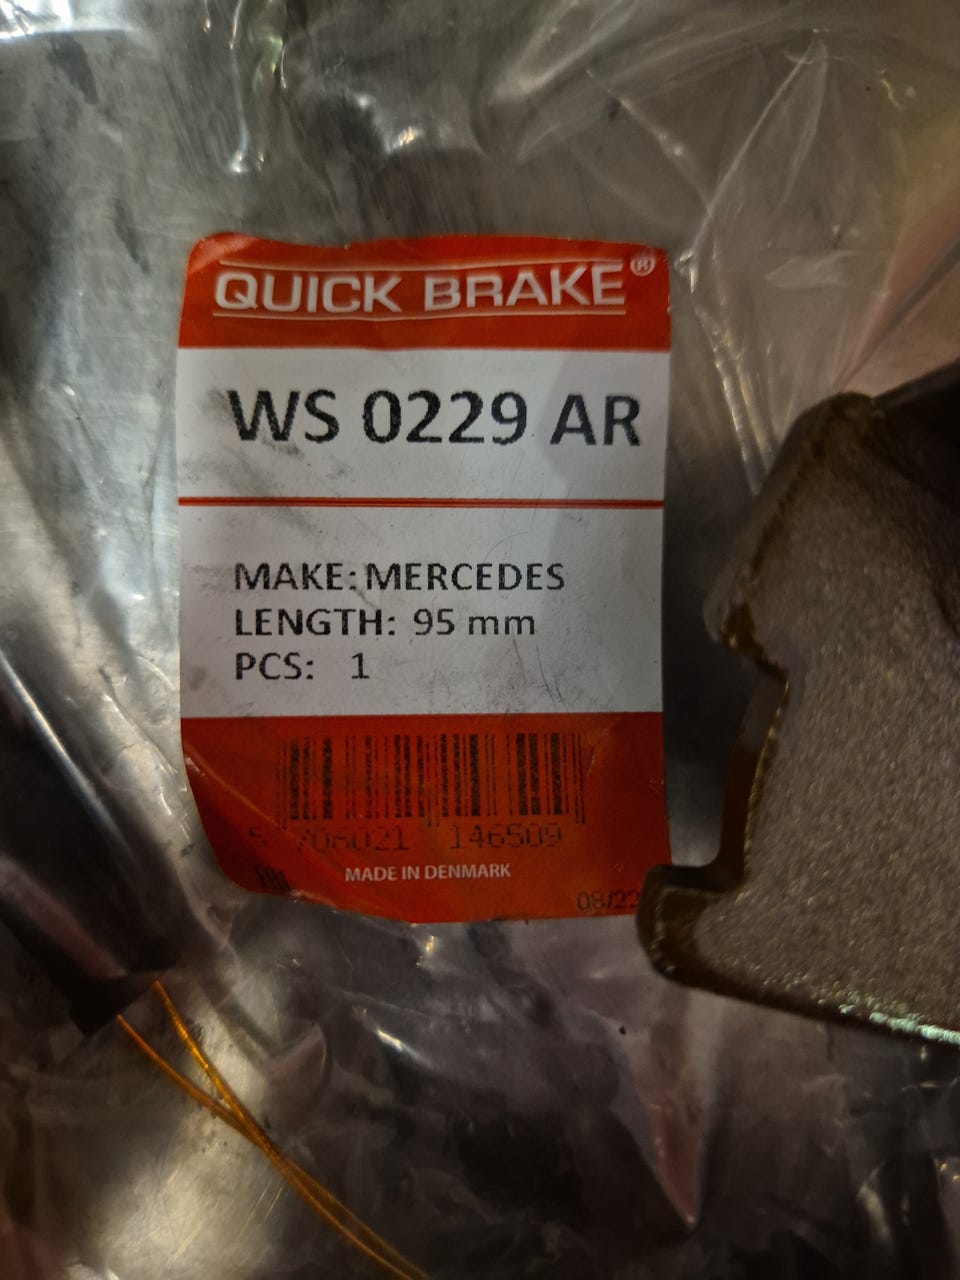 QUICK BRAKE®
WS 0229 AR
MAKE: MERCEDES
LENGTH: 95 mm
PCS: 1
5 706021 146509
EAC
MADE IN DENMARK
08/22